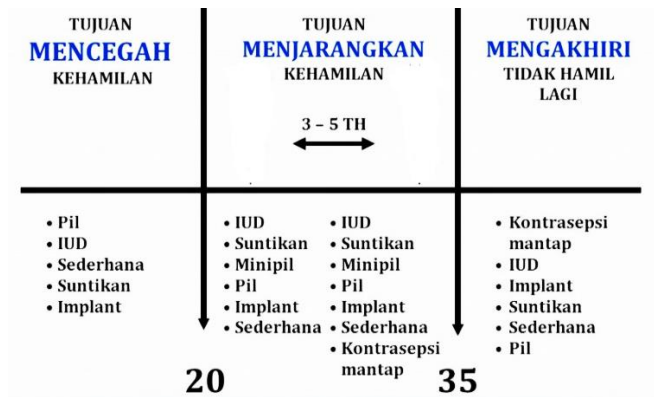 TUJUAN
MENCEGAH
KEHAMILAN
TUJUAN
MENJARANGKAN
KEHAMILAN
3 – 5 TH
TUJUAN
MENGAKHIRI
TIDAK HAMIL
LAGI
• Pil
• IUD
• Sederhana
• Suntikan
• Implant
• IUD
• Suntikan
• Minipil
• Pil
• Implant
• Sederhana
• IUD
• Suntikan
• Minipil
• Pil
• Implant
• Sederhana
• Kontrasepsi
mantap
• Kontrasepsi
mantap
• IUD
• Implant
• Suntikan
• Sederhana
• Pil
20
35